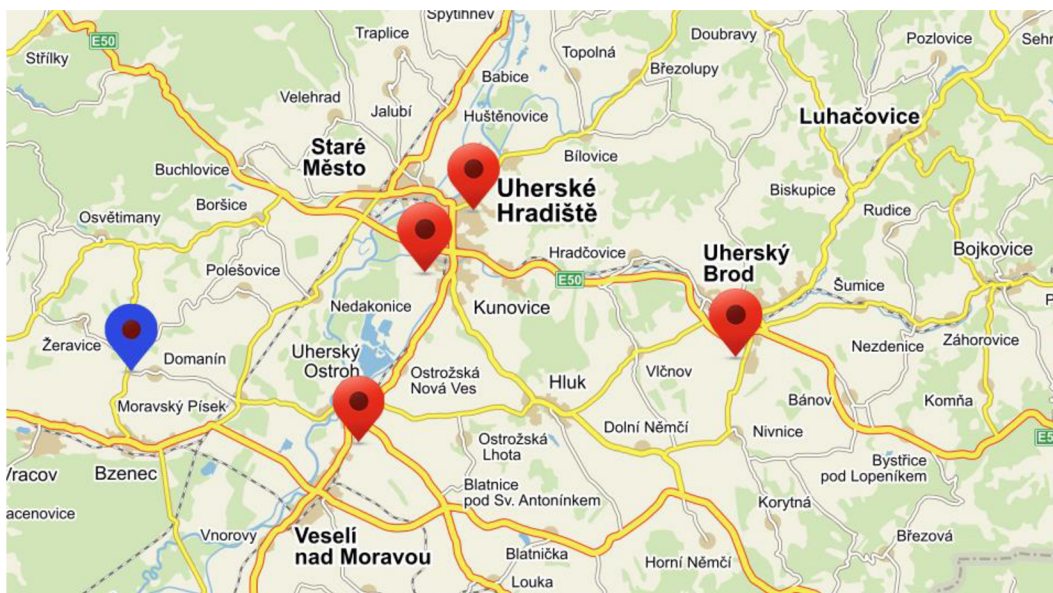 Spytihněv
Traplice
Doubravy
Pozlovice
Střílky
E50
Topolná
Březolupy
Babice
Velehrad
Jalubí
Huštěnovice
Luhačovice
Staré
Město
Bílovice
Buchlovice
Uherské
Hradiště
Biskupice
Boršice
Osvětimany
Rudice
Hradčovice
Uherský
Brod
Bojkovice
Polešovice
E50
Šumice
Nedakonice
Kunovice
Žeravice
Domanín
Uherský
Ostroh
Nezdenice
Záhorovice
Ostrožská
Nová Ves
Vlčnov
Hluk
Moravský Písek
Bánov
Komňa
Dolní Němčí
Nivnice
Ostrožská
Lhota
Vracov
Bzenec
Bystřice
pod Lopeníkem
Blatnice
pod Sv. Antonínkem
Korytná
Vnorovy
Veselí
nad Moravou
Březová
Blatnička
Horní Němčí
Louka